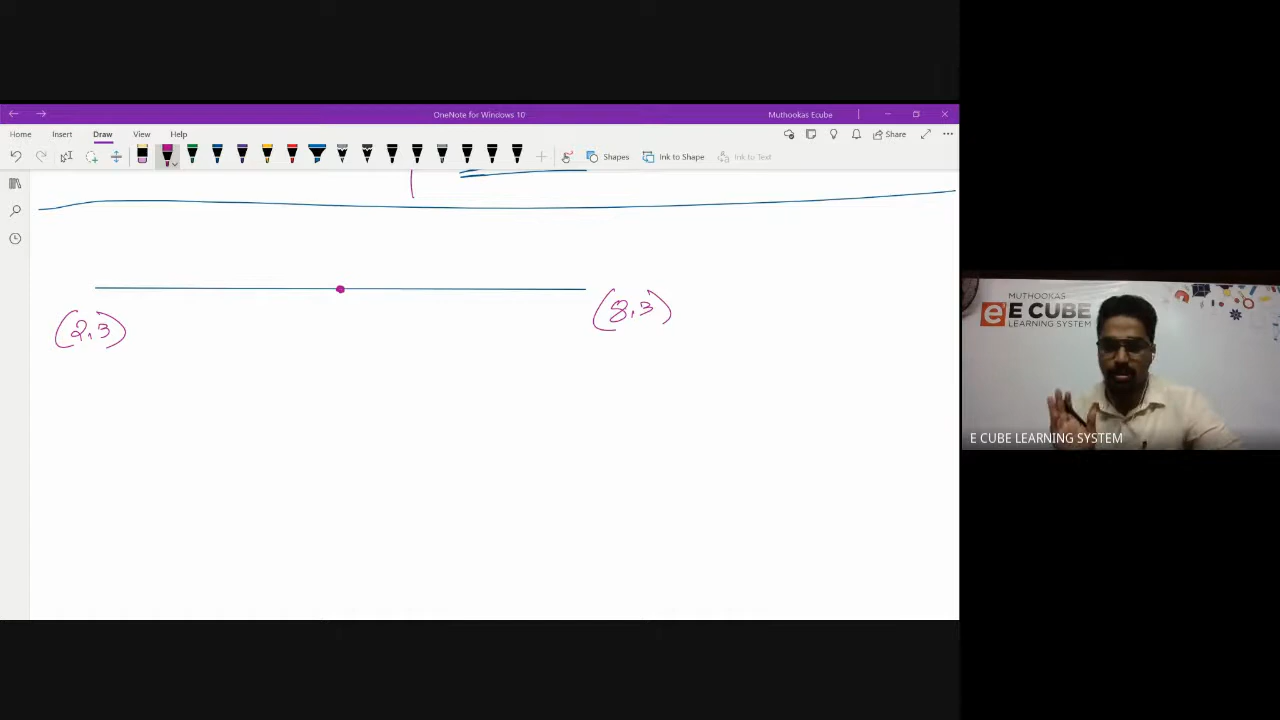 OneNote for Windows 10
Muthookas Ecube
Home Insert Draw View Help
Share
Shapes Ink to Shape Ink to Text
(2,3)
(8,3)
MUTHOOKAS
e E CUBE
LEARNING SYSTEM
E CUBE LEARNING SYSTEM